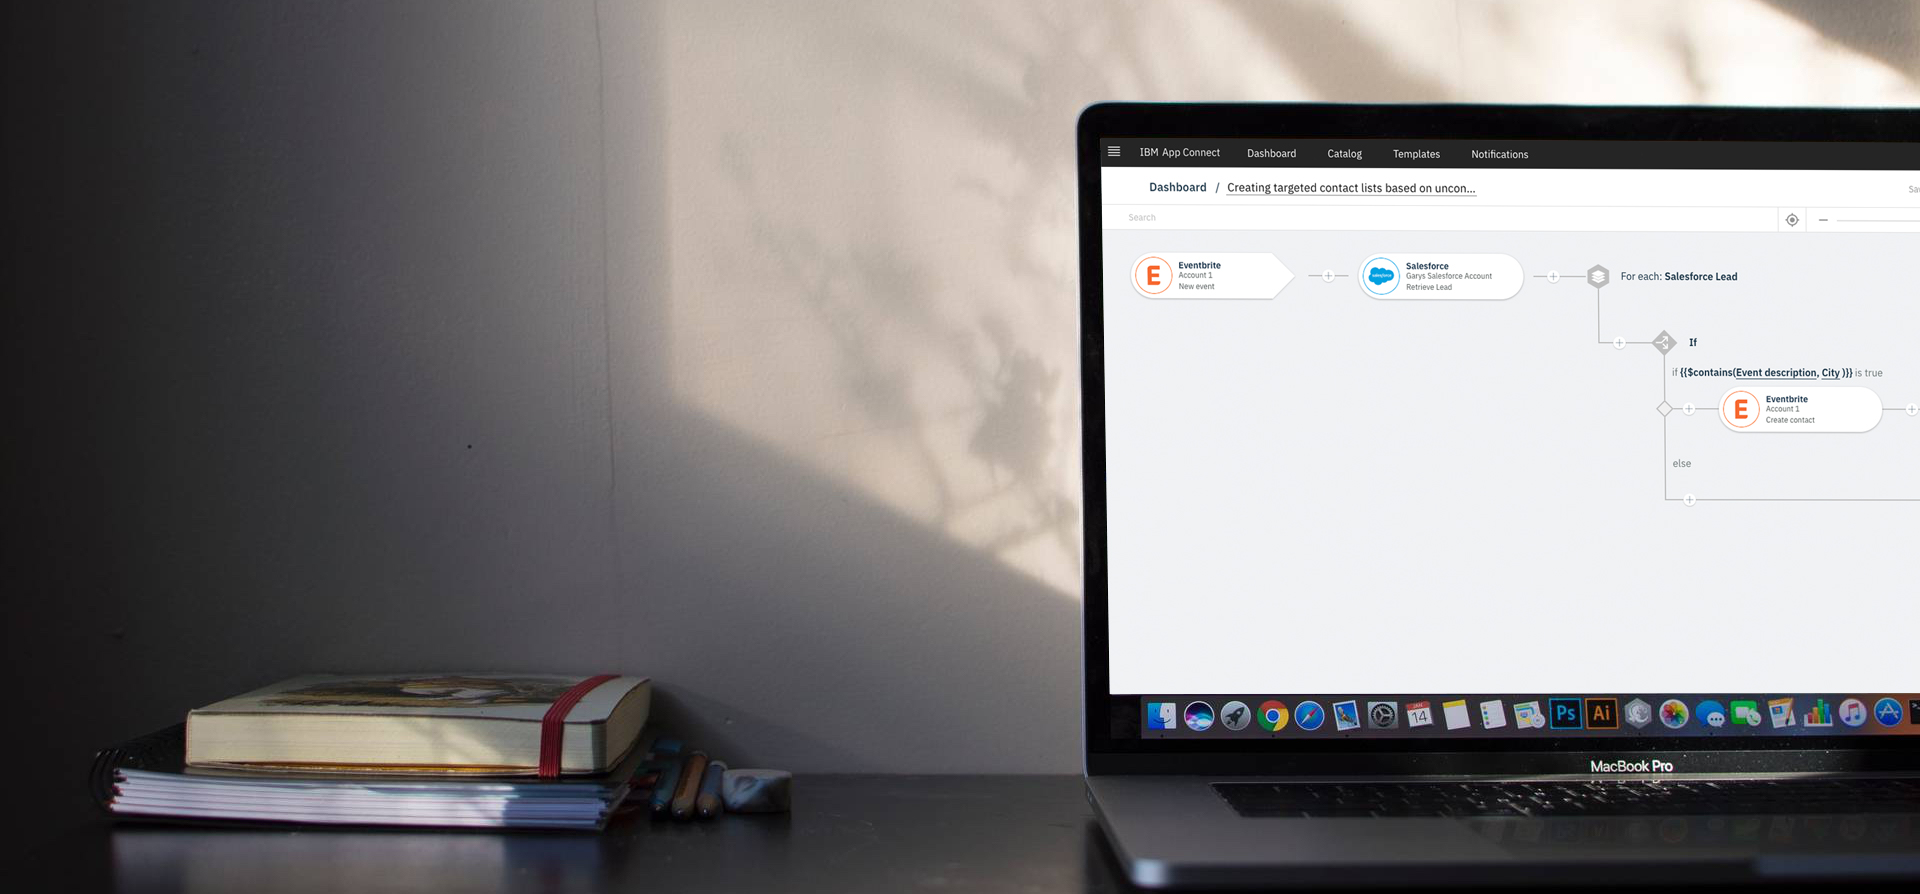 IBM App Connect Dashboard Catalog Templates Notifications
Dashboard / Creating targeted contact lists based on uncon...
Search
E
Eventbrite
Account 1
New event
salesforce
Salesforce
Garys Salesforce Account
Retrieve Lead
For each: Salesforce Lead
If
if {{$contains(Event description, City )}} is true
E
Eventbrite
Account 1
Create contact
else
JAN
14
Ps
Ai
MacBook Pro